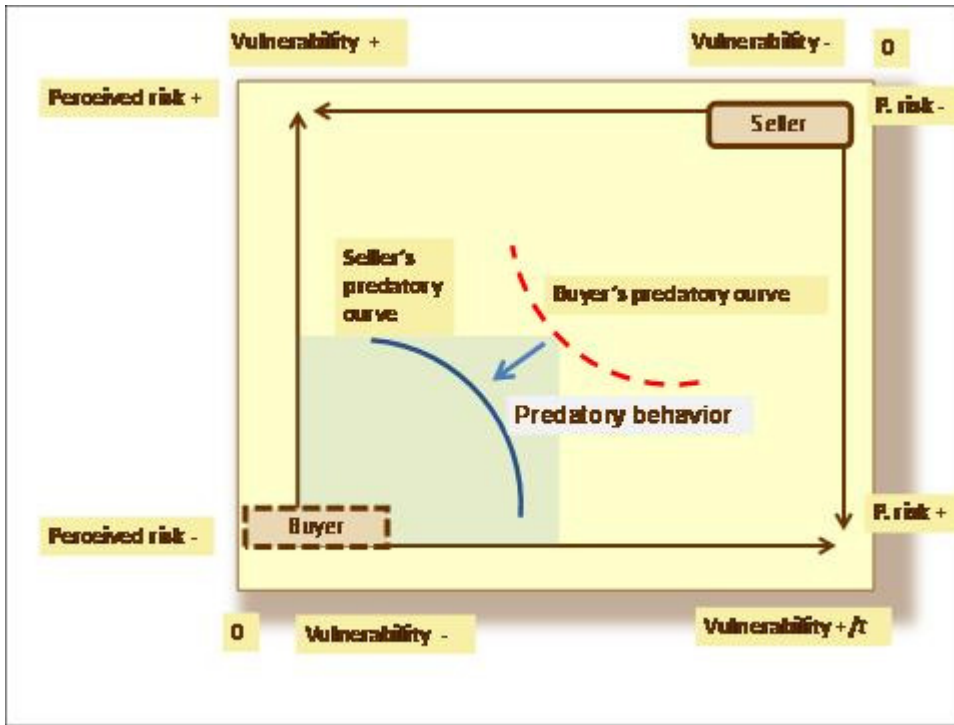 Vulnerability +
Vulnerability -
0
Perceived risk +
P. risk -
Seller
Seller's
predatory
curve
Buyer's predatory curve
Predatory behavior
Buyer
Perceived risk -
P. risk +
0
Vulnerability -
Vulnerability +/t